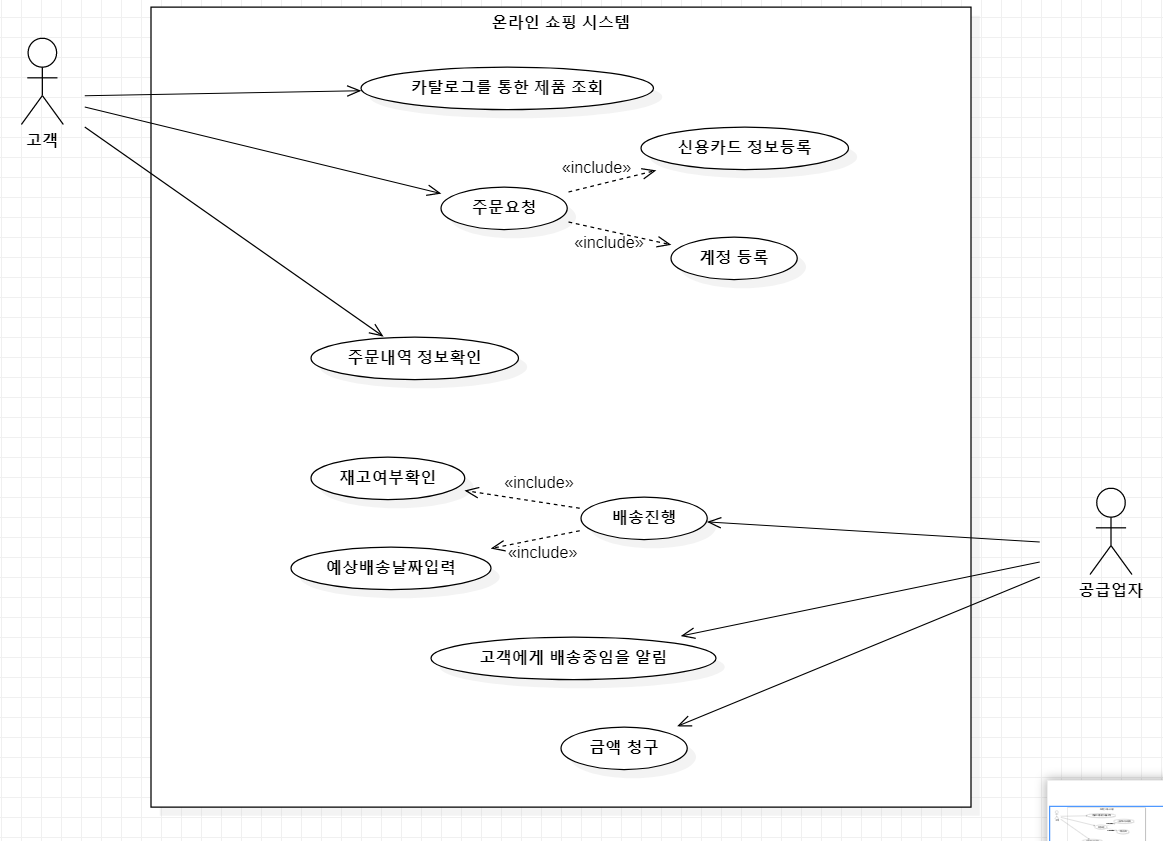 온라인 쇼핑 시스템
고객
카탈로그를 통한 제품 조회
신용카드 정보등록
«include»
주문요청
«include»
계정 등록
주문내역 정보확인
재고여부확인
«include»
배송진행
«include»
예상배송날짜입력
공급업자
고객에게 배송중임을 알림
금액 청구